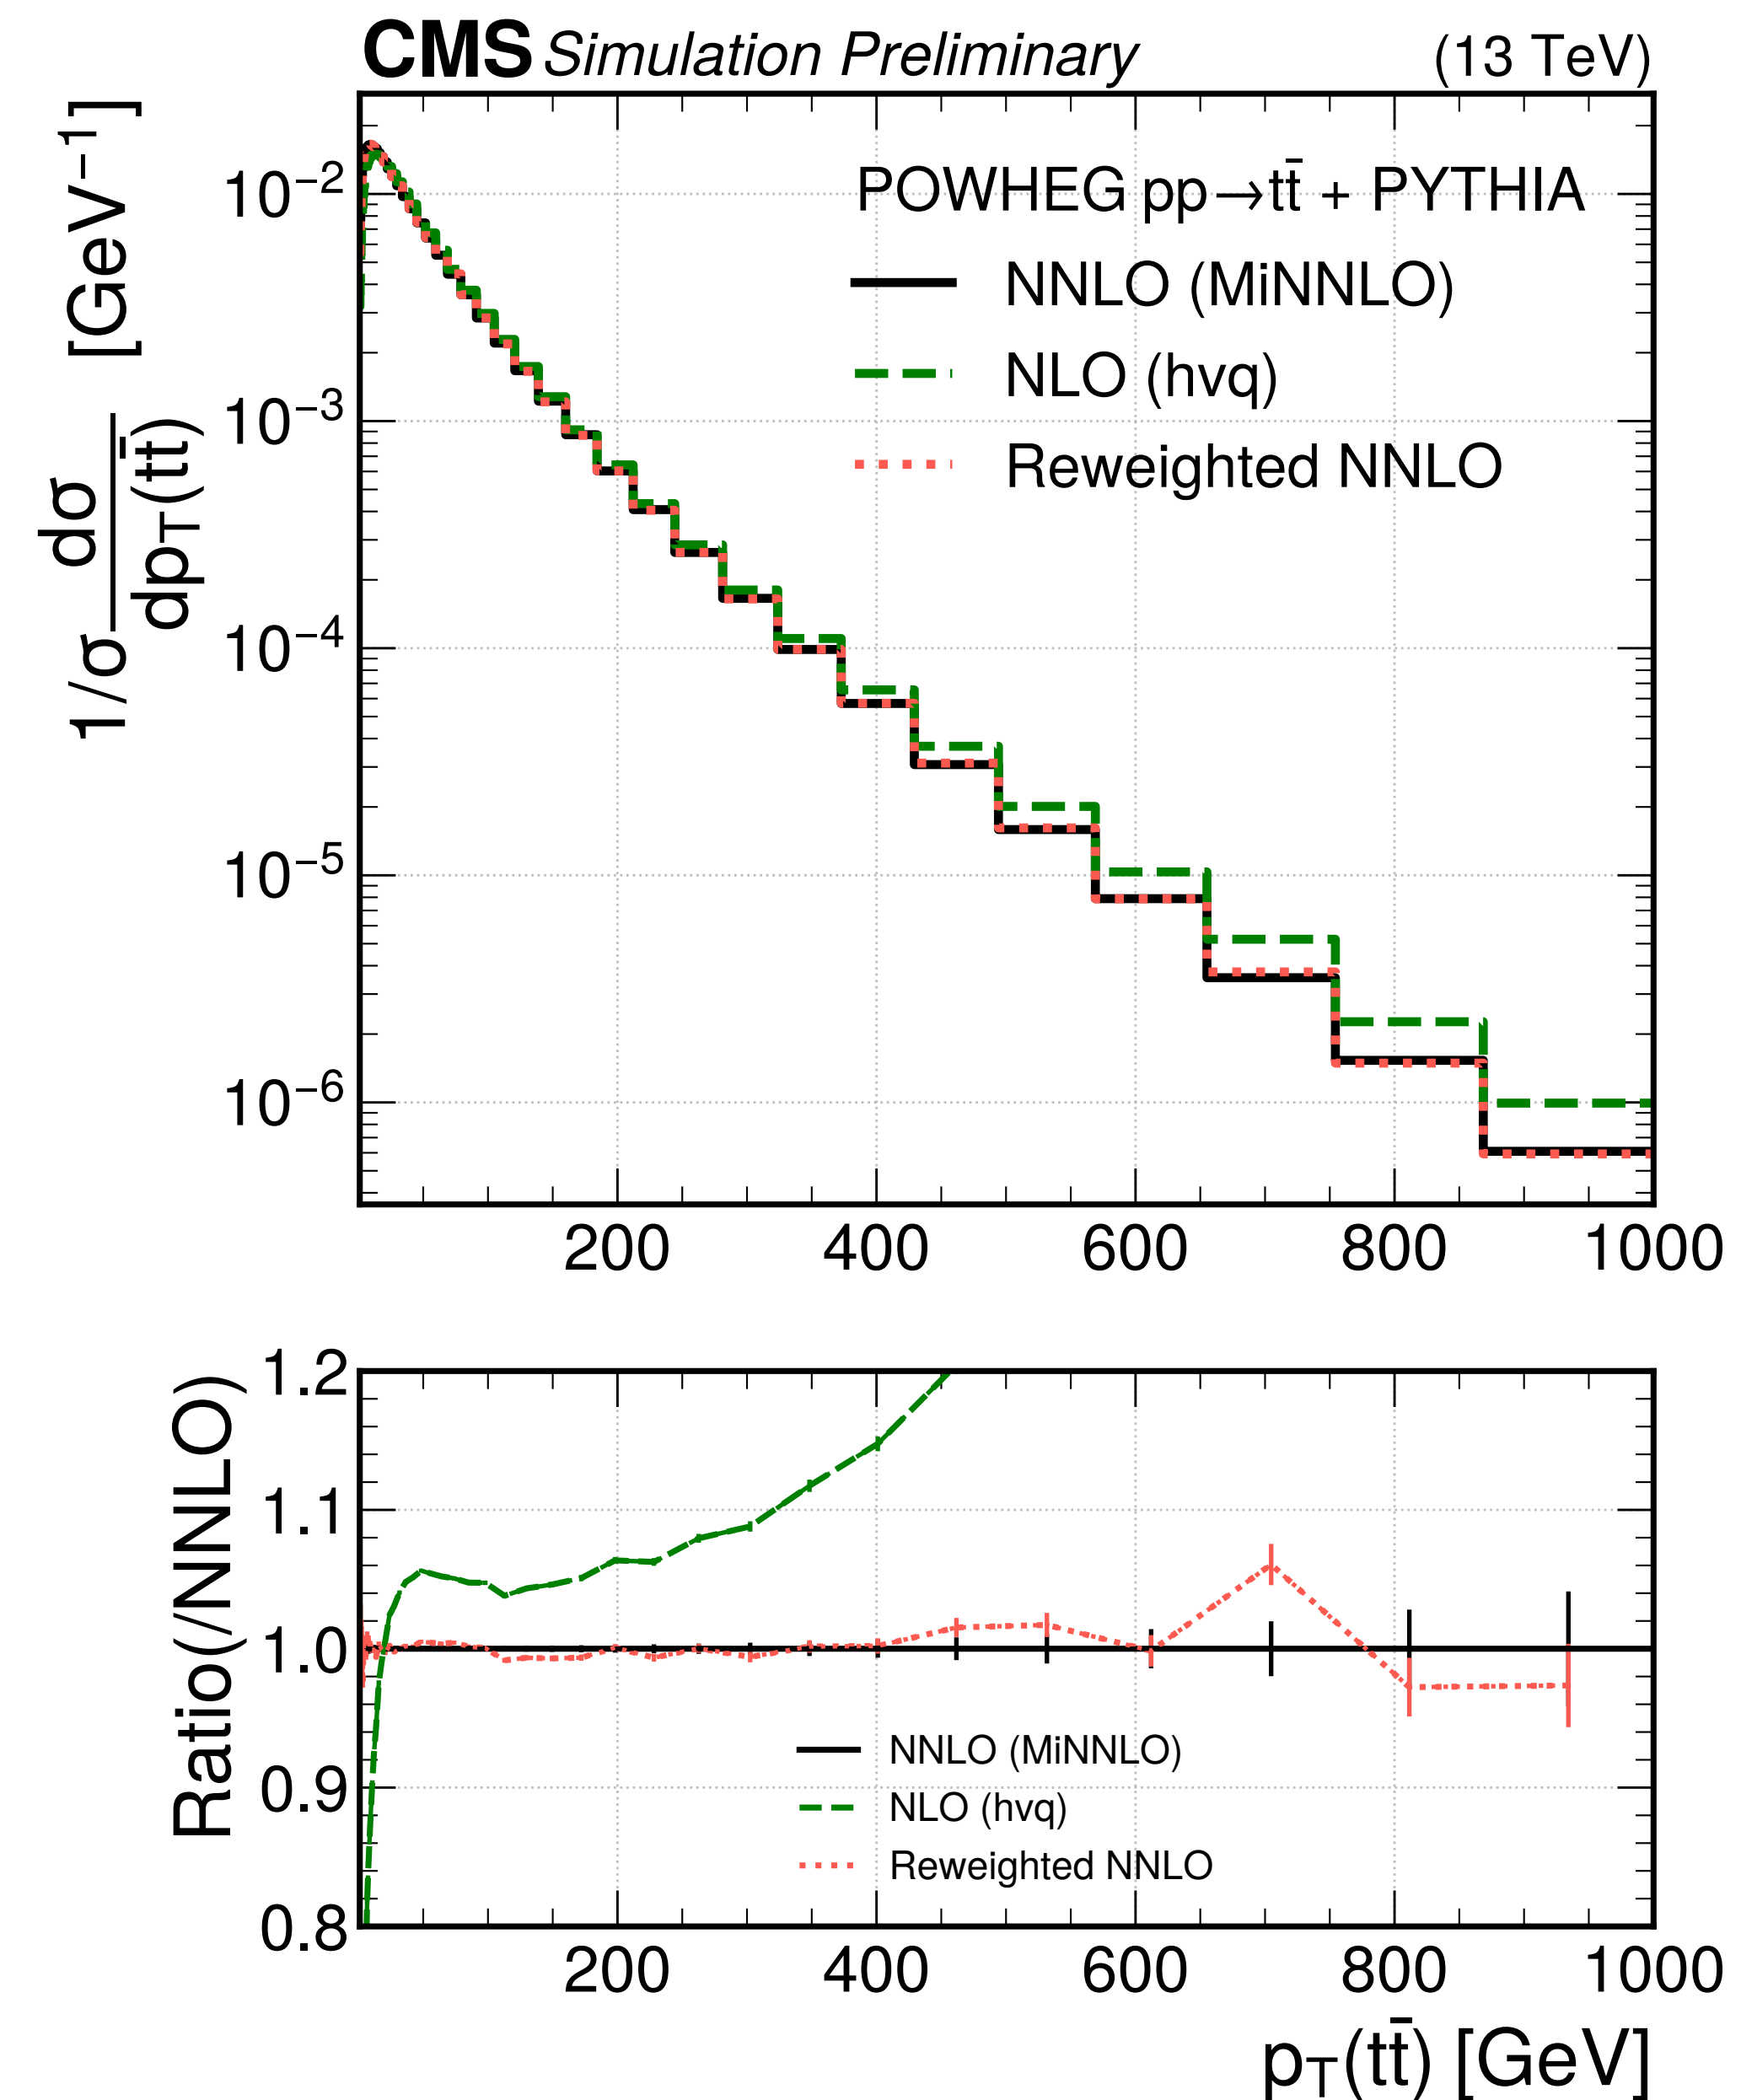 CMS Simulation Preliminary (13 TeV)
1/σ dσ/dp_T(tt̄) [GeV⁻¹]
POWHEG pp→tt̄ + PYTHIA
NNLO (MiNNLO)
NLO (hvq)
Reweighted NNLO
10⁻²
10⁻³
10⁻⁴
10⁻⁵
10⁻⁶
200 400 600 800 1000
Ratio(/NNLO)
1.2
1.1
1.0
0.9
0.8
NNLO (MiNNLO)
NLO (hvq)
Reweighted NNLO
200 400 600 800 1000
p_T(tt̄) [GeV]